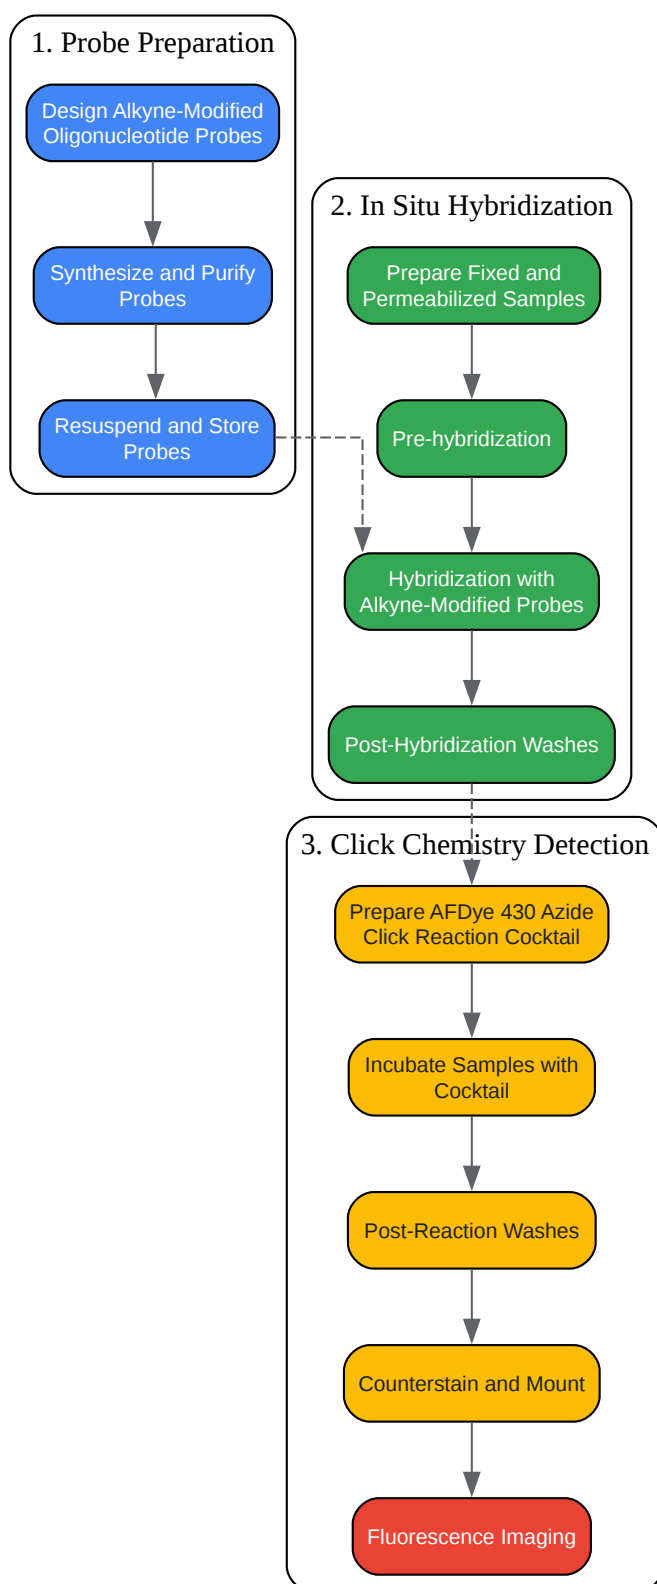 1. Probe Preparation
Design Alkyne-Modified
Oligonucleotide Probes
Synthesize and Purify
Probes
Resuspend and Store
Probes
2. In Situ Hybridization
Prepare Fixed and
Permeabilized Samples
Pre-hybridization
Hybridization with
Alkyne-Modified Probes
Post-Hybridization Washes
3. Click Chemistry Detection
Prepare AFDye 430 Azide
Click Reaction Cocktail
Incubate Samples with
Cocktail
Post-Reaction Washes
Counterstain and Mount
Fluorescence Imaging